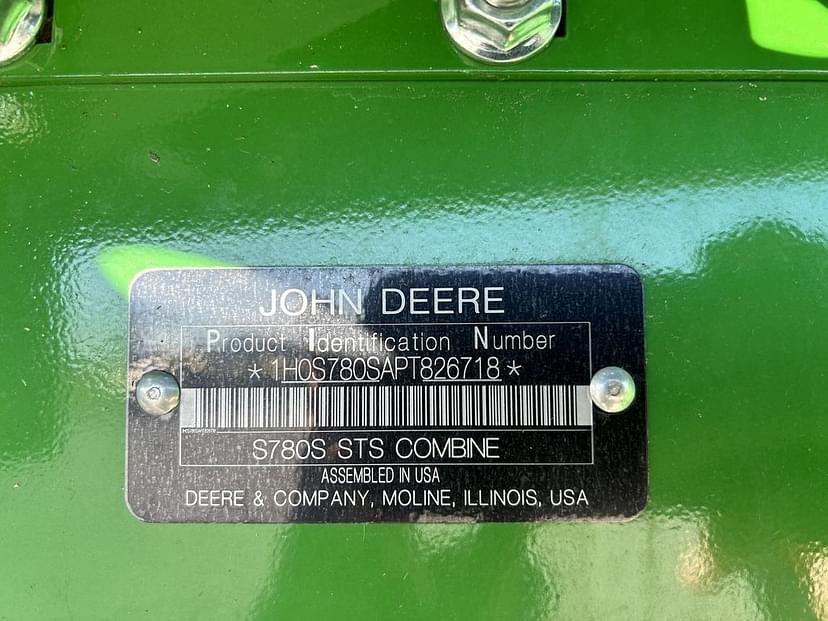 JOHN DEERE
Product Identification Number
*1H0S780SAPT826718*
S780S STS COMBINE
ASSEMBLED IN USA
DEERE & COMPANY, MOLINE, ILLINOIS, USA